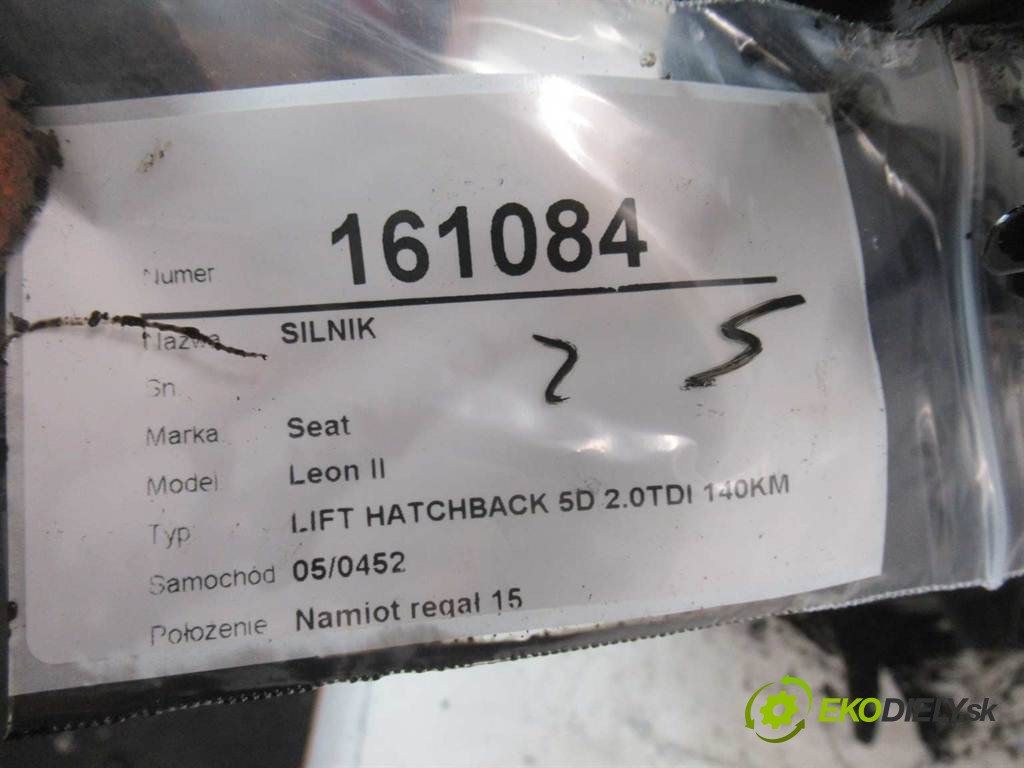 Numer 161084
Nazwa SILNIK
2 5
Sn.
Marka Seat
Model Leon II
Typ LIFT HATCHBACK 5D 2.0TDI 140KM
Samochód 05/0452
Położenie Namiot regał 15
EKODIELY.sk